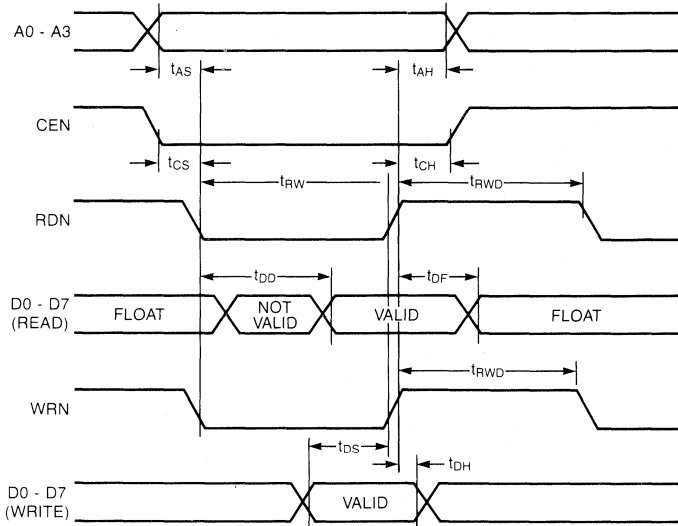 A0 - A3
tAS
tAH
CEN
tCS
tCH
tRW
tRWD
RDN
tDD
tDF
D0 - D7
(READ)
FLOAT
NOT
VALID
VALID
FLOAT
tRWD
WRN
tDS
tDH
D0 - D7
(WRITE)
VALID